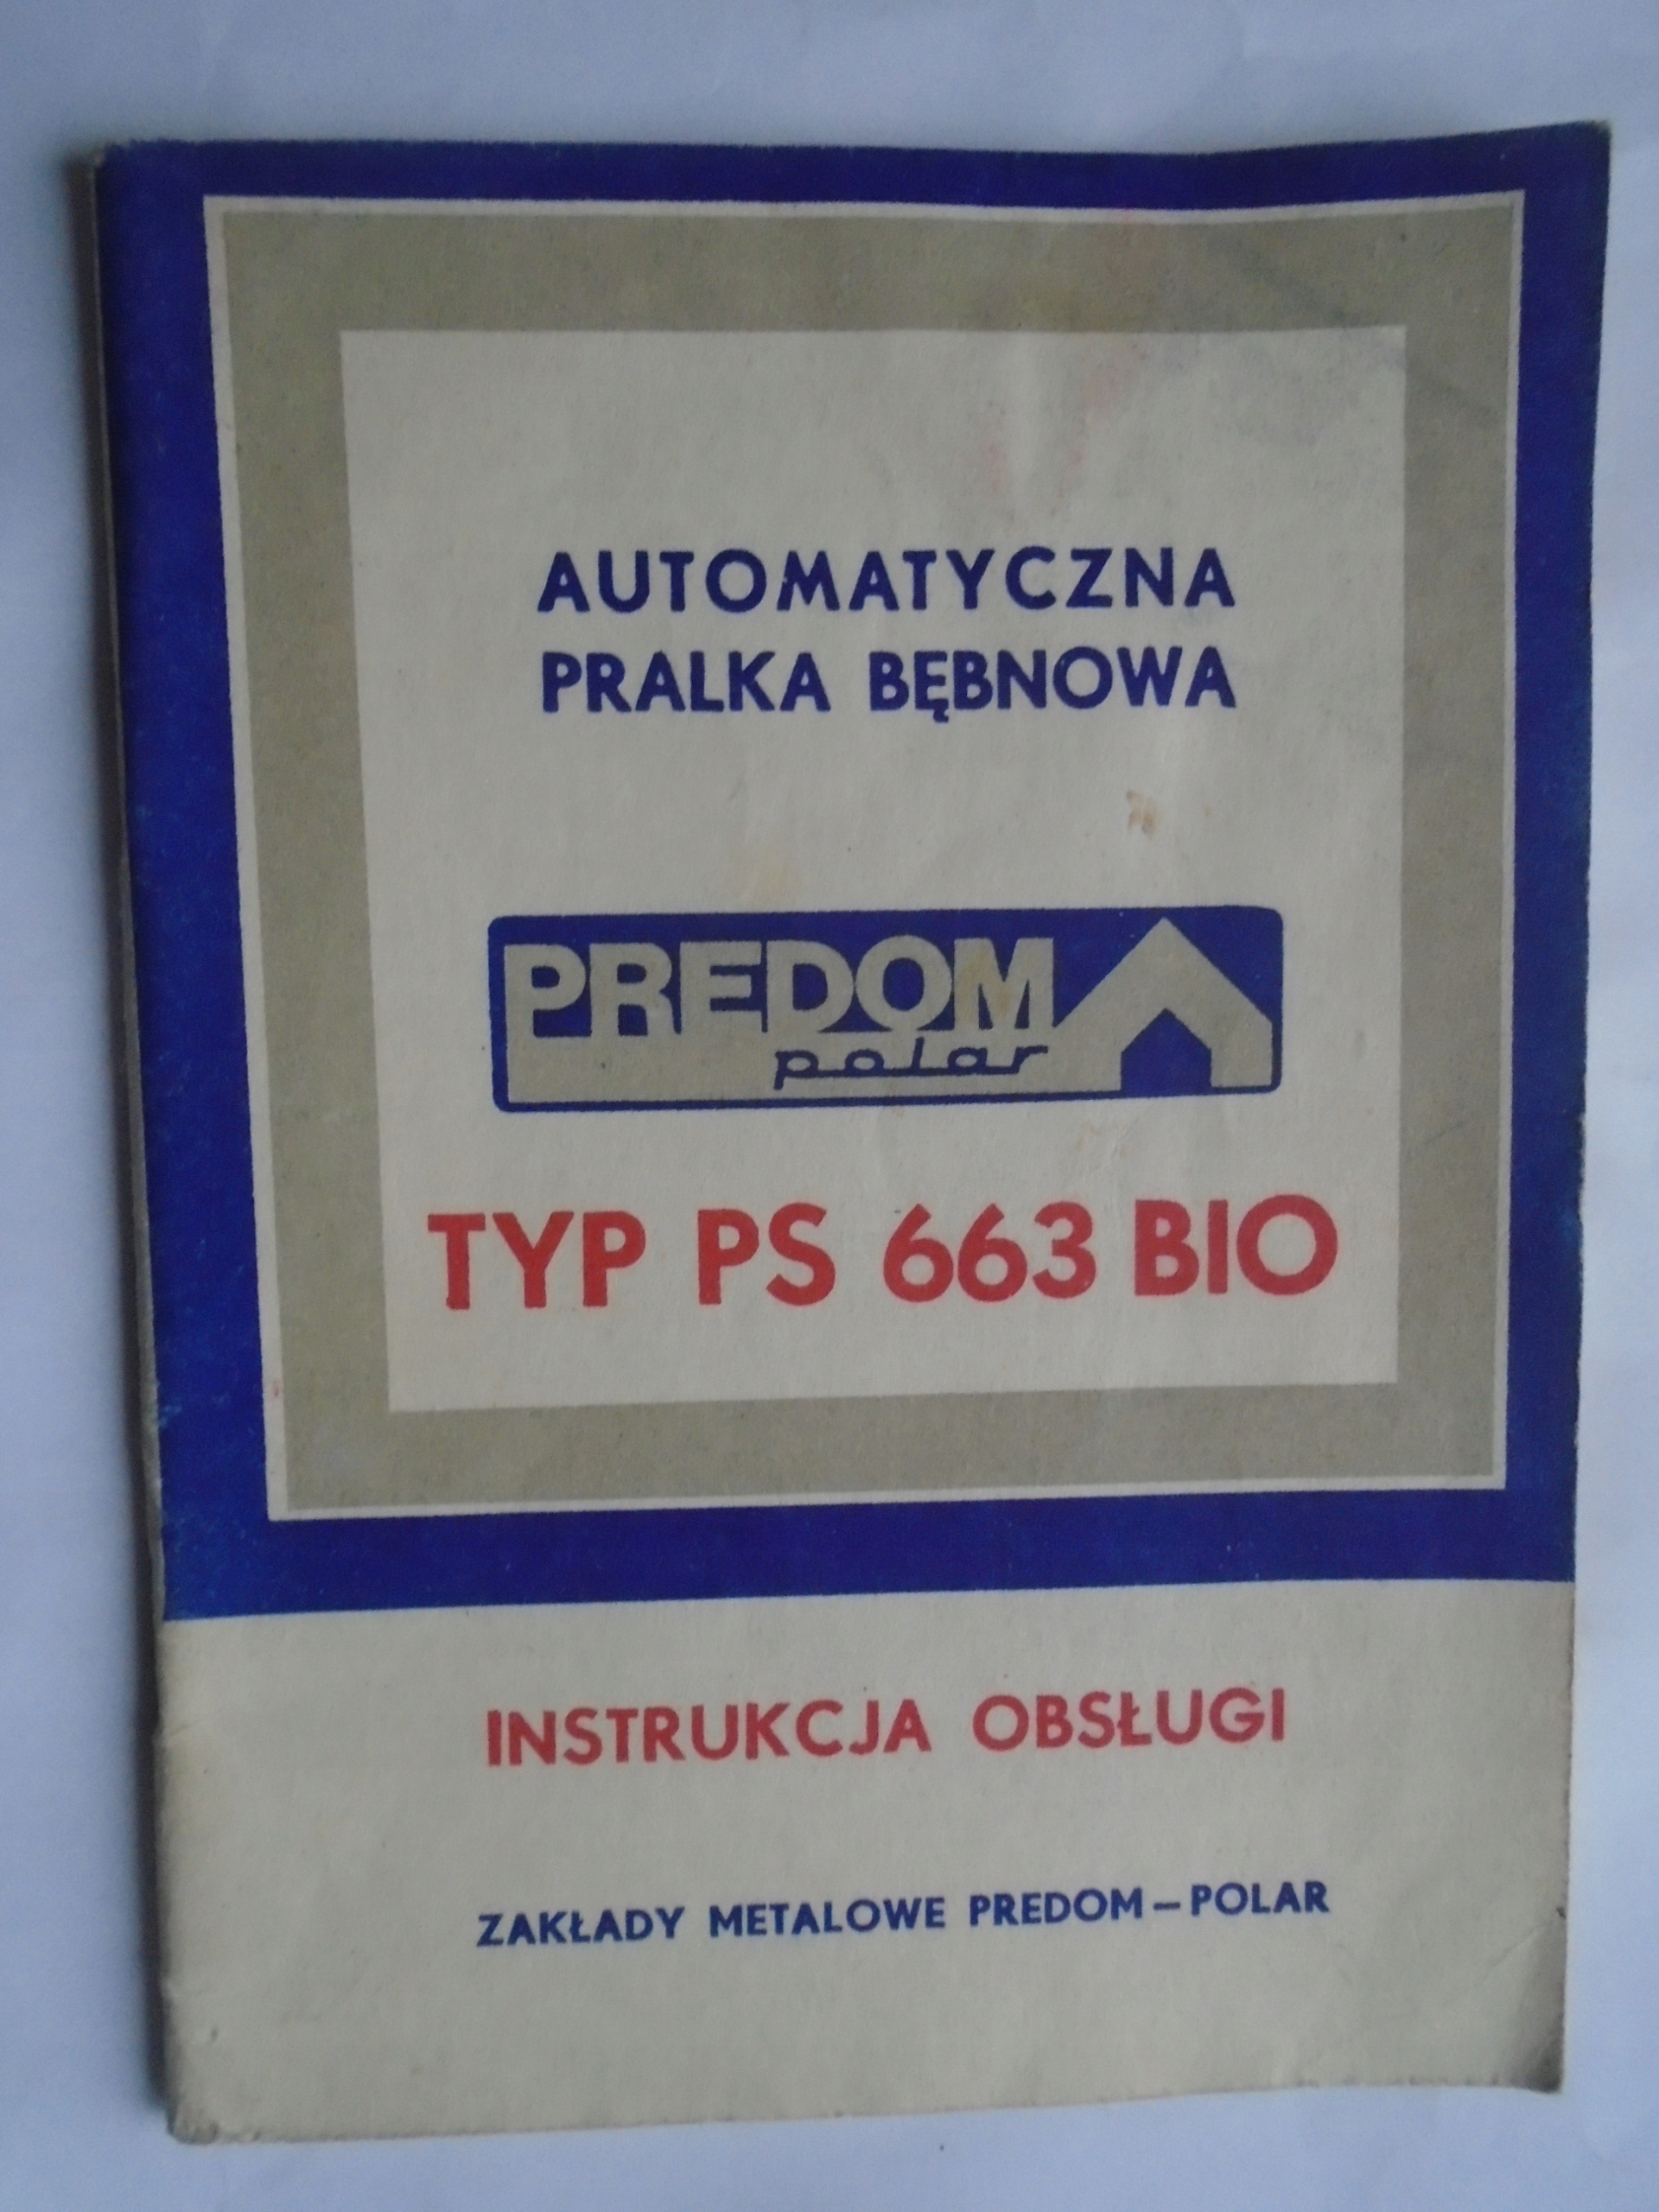 AUTOMATYCZNA
PRALKA BĘBNOWA
PREDOM
polar
TYP PS 663 BIO
INSTRUKCJA OBSŁUGI
ZAKŁADY METALOWE PREDOM–POLAR